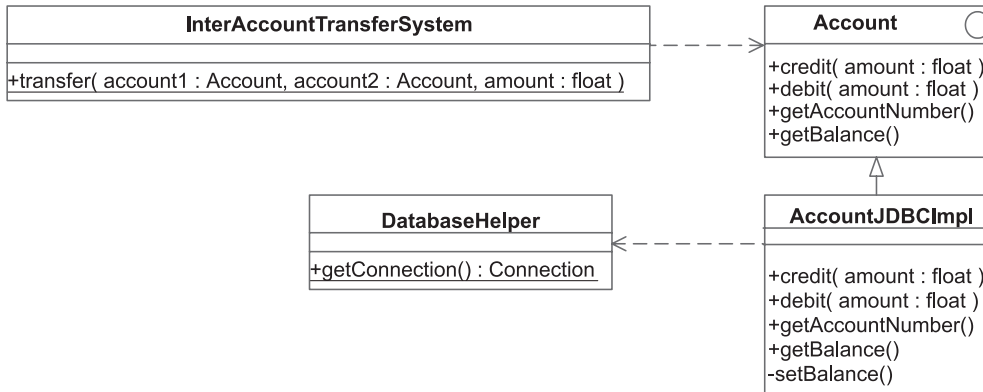 InterAccountTransferSystem
+transfer( account1 : Account, account2 : Account, amount : float )
Account
+credit( amount : float )
+debit( amount : float )
+getAccountNumber()
+getBalance()
DatabaseHelper
+getConnection() : Connection
AccountJDBCImpl
+credit( amount : float )
+debit( amount : float )
+getAccountNumber()
+getBalance()
-setBalance()